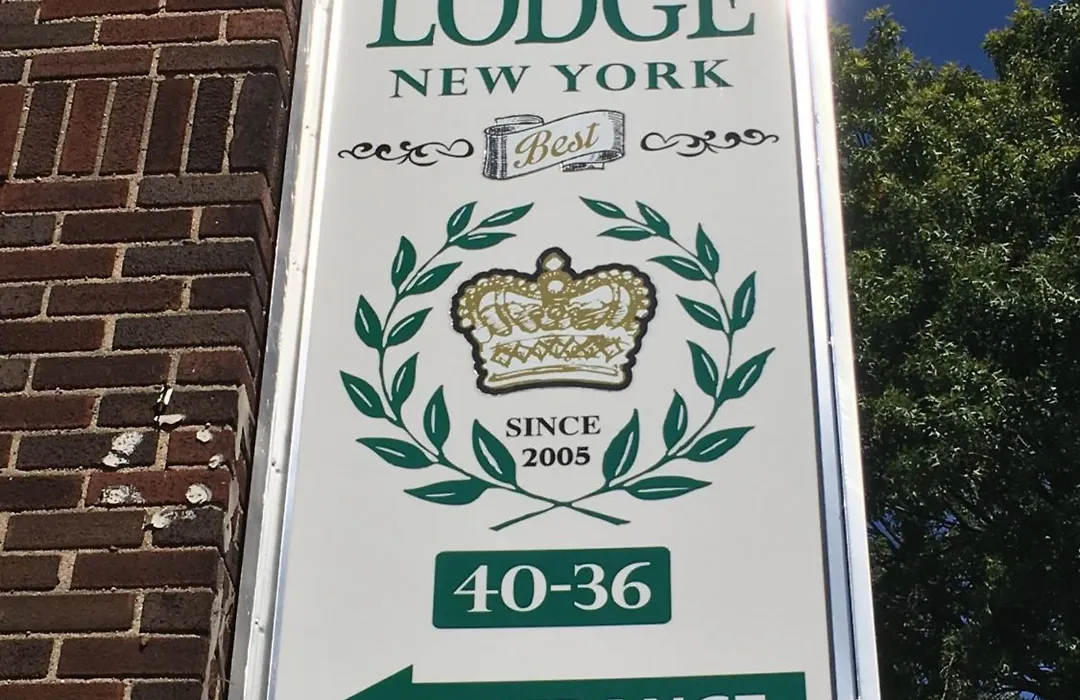 LODGE
NEW YORK
Best
SINCE
2005
40-36